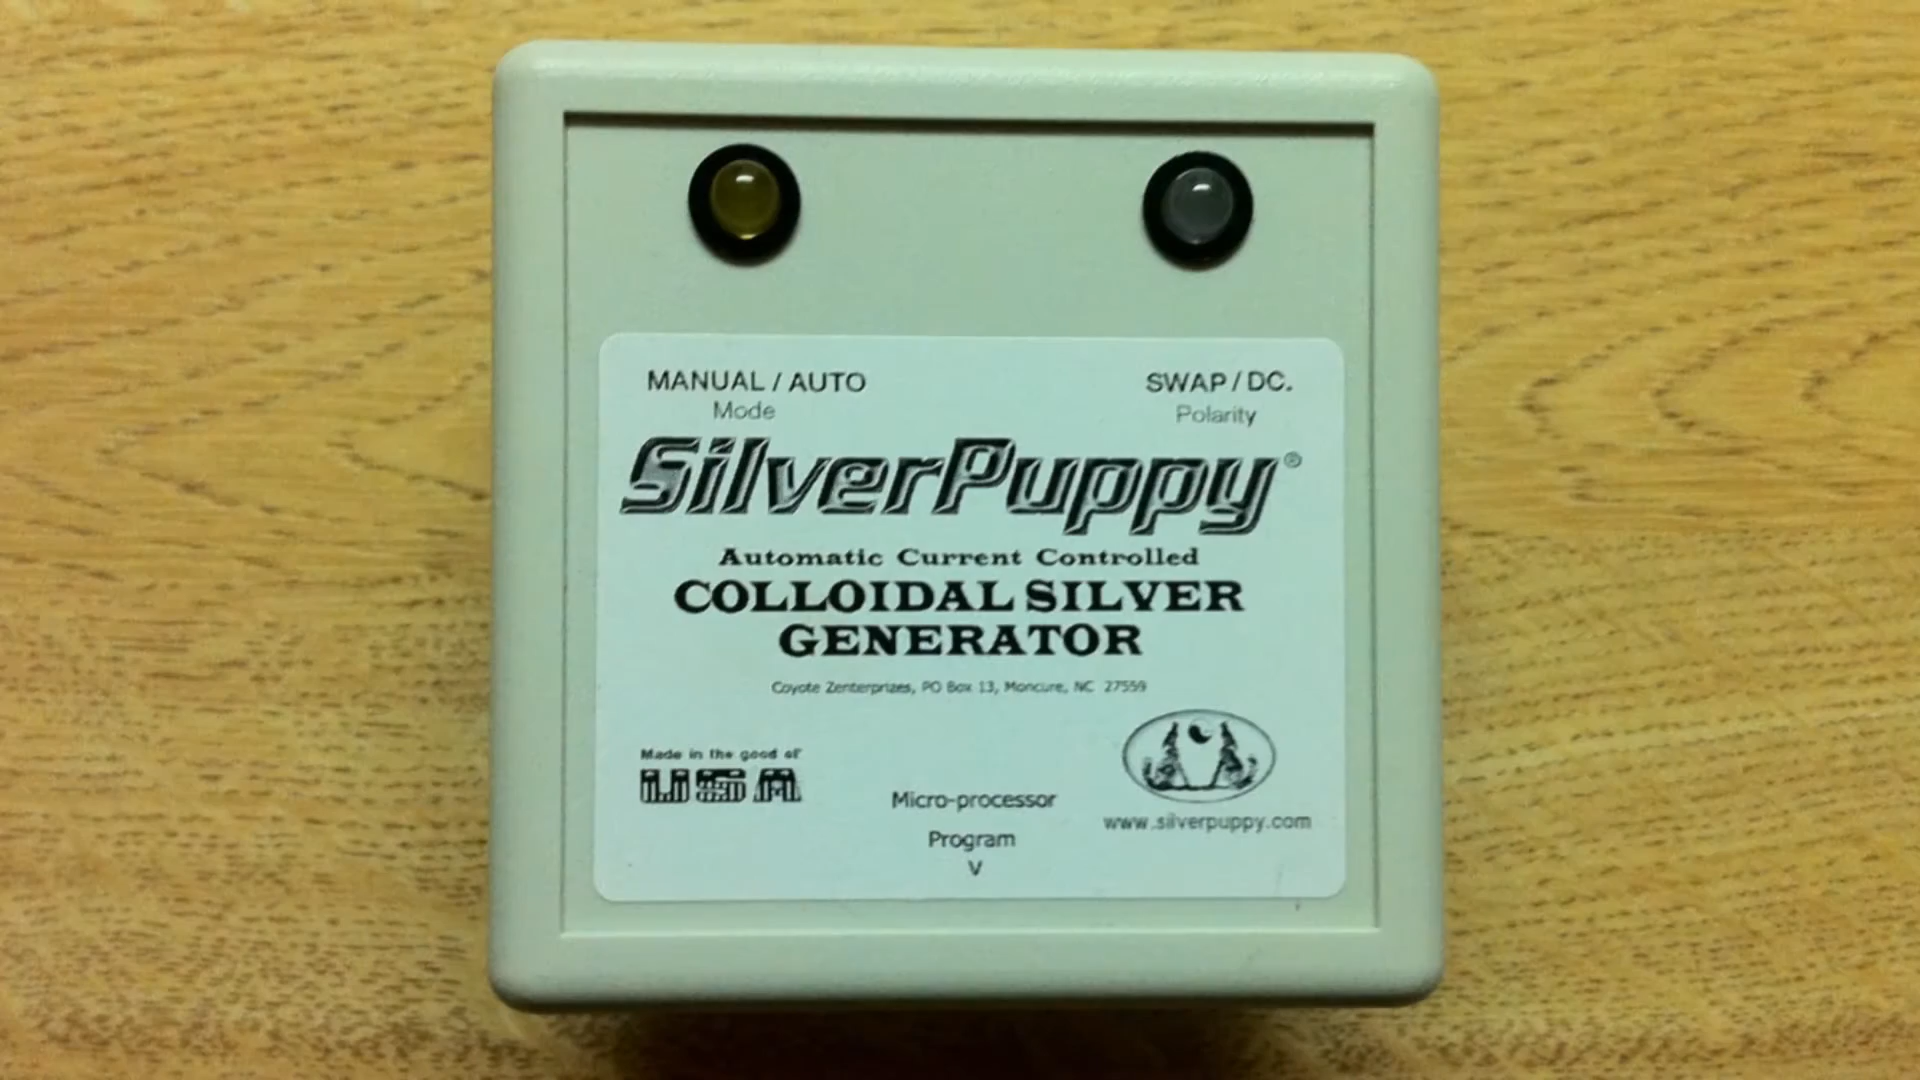 MANUAL / AUTO
Mode
SWAP / DC.
Polarity
SilverPuppy®
Automatic Current Controlled
COLLOIDAL SILVER
GENERATOR
Coyote Zenterprizes, PO Box 13, Moncure, NC 27559
Made in the good ol'
USA
Micro-processor
Program
V
www.silverpuppy.com